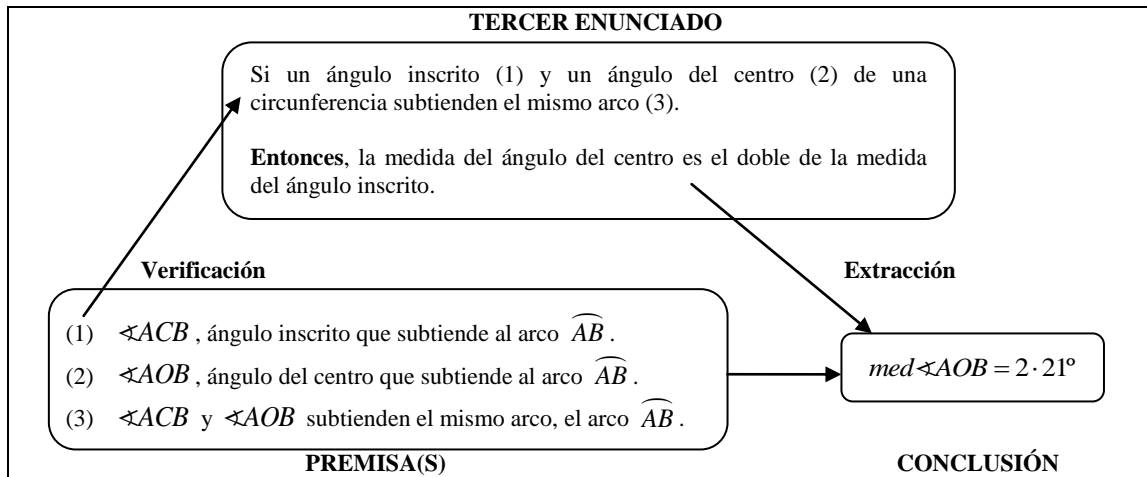 TERCER ENUNCIADO
Si un ángulo inscrito (1) y un ángulo del centro (2) de una
circunferencia subtienden el mismo arco (3).
Entonces, la medida del ángulo del centro es el doble de la medida
del ángulo inscrito.
Verificación
Extracción
(1) ∢ACB, ángulo inscrito que subtiende al arco \widehat{AB}.
(2) ∢AOB, ángulo del centro que subtiende al arco \widehat{AB}.
(3) ∢ACB y ∢AOB subtienden el mismo arco, el arco \widehat{AB}.
med∢AOB = 2·21º
PREMISA(S)
CONCLUSIÓN